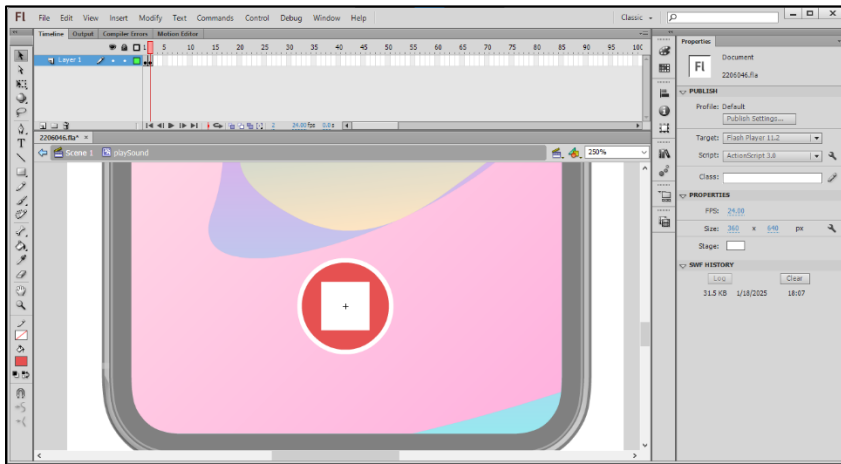 Fl File Edit View Insert Modify Text Commands Control Debug Window Help Classic
Timeline Output Compiler Errors Motion Editor
1 5 10 15 20 25 30 35 40 45 50 55 60 65 70 75 80 85 90 95 100
Layer 1
2 24.00 fps 0.0 s
2206046.fla* ×
Scene 1 playSound 250%
Properties
Fl Document
2206046.fla
PUBLISH
Profile: Default
Publish Settings...
Target: Flash Player 11.2
Script: ActionScript 3.0
Class:
PROPERTIES
FPS: 24.00
Size: 360 x 640 px
Stage:
SWF HISTORY
Log Clear
31.5 KB 1/18/2025 18:07
T